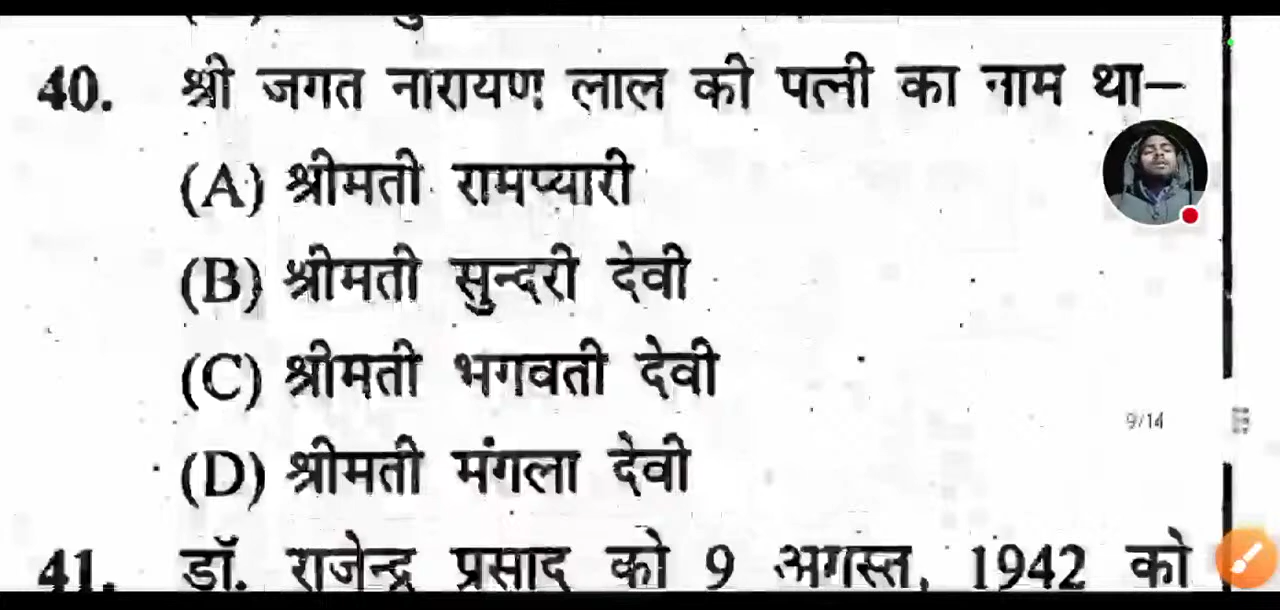 40. श्री जगत नारायण लाल की पत्नी का नाम था–
(A) श्रीमती रामप्यारी
(B) श्रीमती सुन्दरी देवी
(C) श्रीमती भगवती देवी
9/14
(D) श्रीमती मंगला देवी
41. डॉ. राजेन्द्र प्रसाद को 9 अगस्त, 1942 को